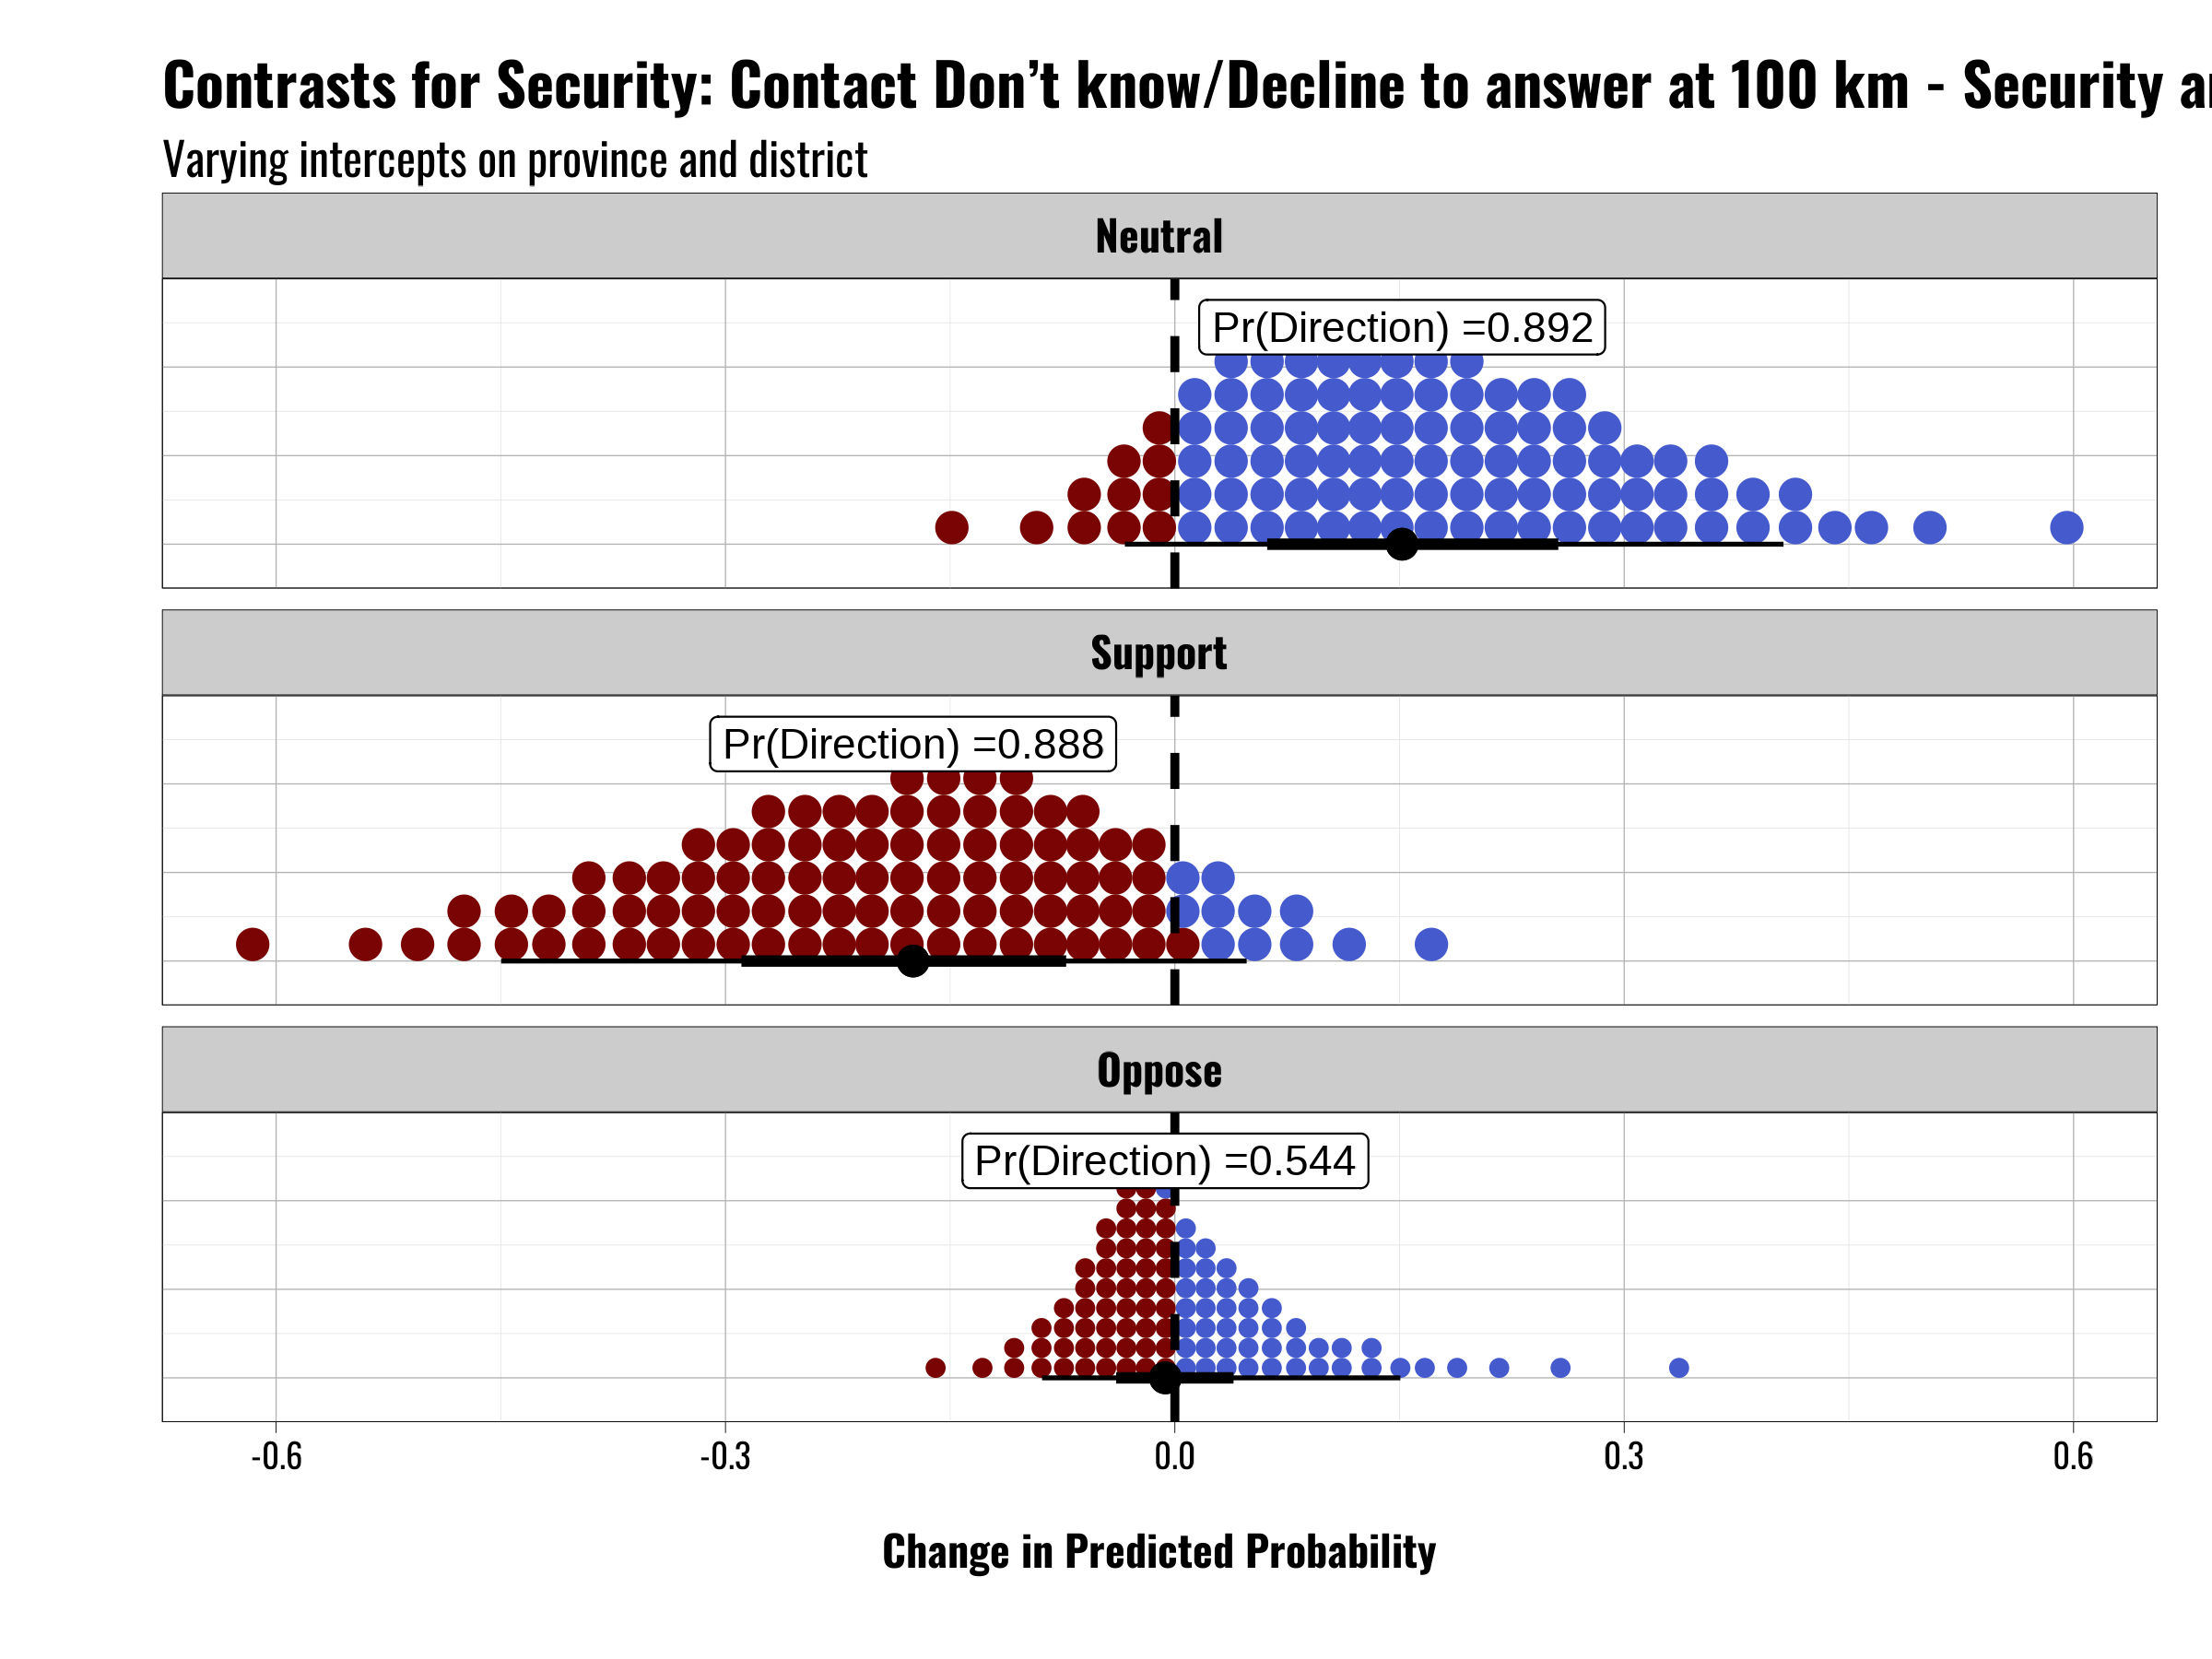 Contrasts for Security: Contact Don’t know/Decline to answer at 100 km - Security
Varying intercepts on province and district
Neutral
Pr(Direction) =0.892
Support
Pr(Direction) =0.888
Oppose
Pr(Direction) =0.544
-0.6 -0.3 0.0 0.3 0.6
Change in Predicted Probability